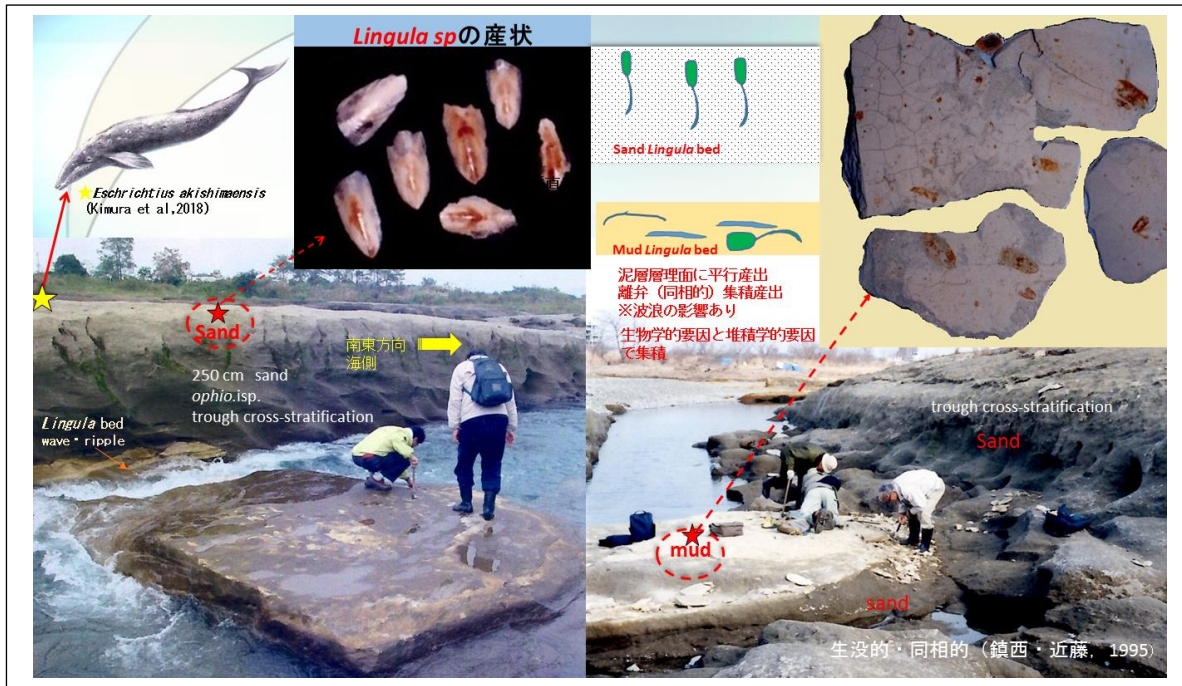 Lingula spの産状
★Eschrichtius akishimaensis
(Kimura et al,2018)
Sand
250 cm sand
ophio.isp.
trough cross-stratification
南東方向
海側
Lingula bed
wave・ripple
Sand Lingula bed
Mud Lingula bed
泥層層理面に平行産出
離弁（同相的）集積産出
※波浪の影響あり
生物学的要因と堆積学的要因
で集積
trough cross-stratification
Sand
mud
sand
生没的・同相的（鎮西・近藤，1995）